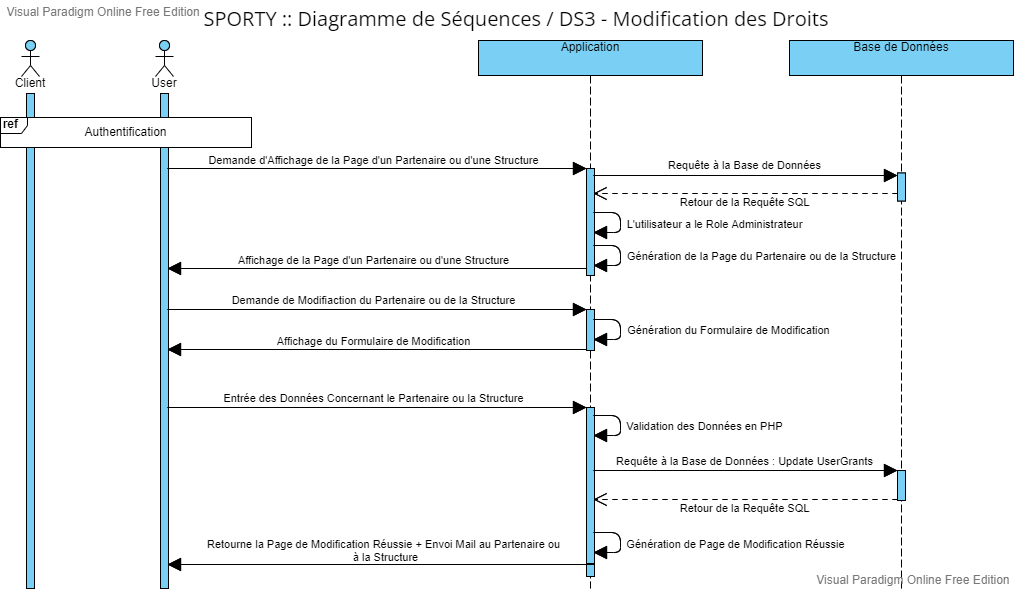 Visual Paradigm Online Free Edition
SPORTY :: Diagramme de Séquences / DS3 - Modification des Droits
Client
User
Application
Base de Données
ref
Authentification
Demande d'Affichage de la Page d'un Partenaire ou d'une Structure
Requête à la Base de Données
Retour de la Requête SQL
L'utilisateur a le Role Administrateur
Génération de la Page du Partenaire ou de la Structure
Affichage de la Page d'un Partenaire ou d'une Structure
Demande de Modifiaction du Partenaire ou de la Structure
Génération du Formulaire de Modification
Affichage du Formulaire de Modification
Entrée des Données Concernant le Partenaire ou la Structure
Validation des Données en PHP
Requête à la Base de Données : Update UserGrants
Retour de la Requête SQL
Génération de Page de Modification Réussie
Retourne la Page de Modification Réussie + Envoi Mail au Partenaire ou
à la Structure
Visual Paradigm Online Free Edition